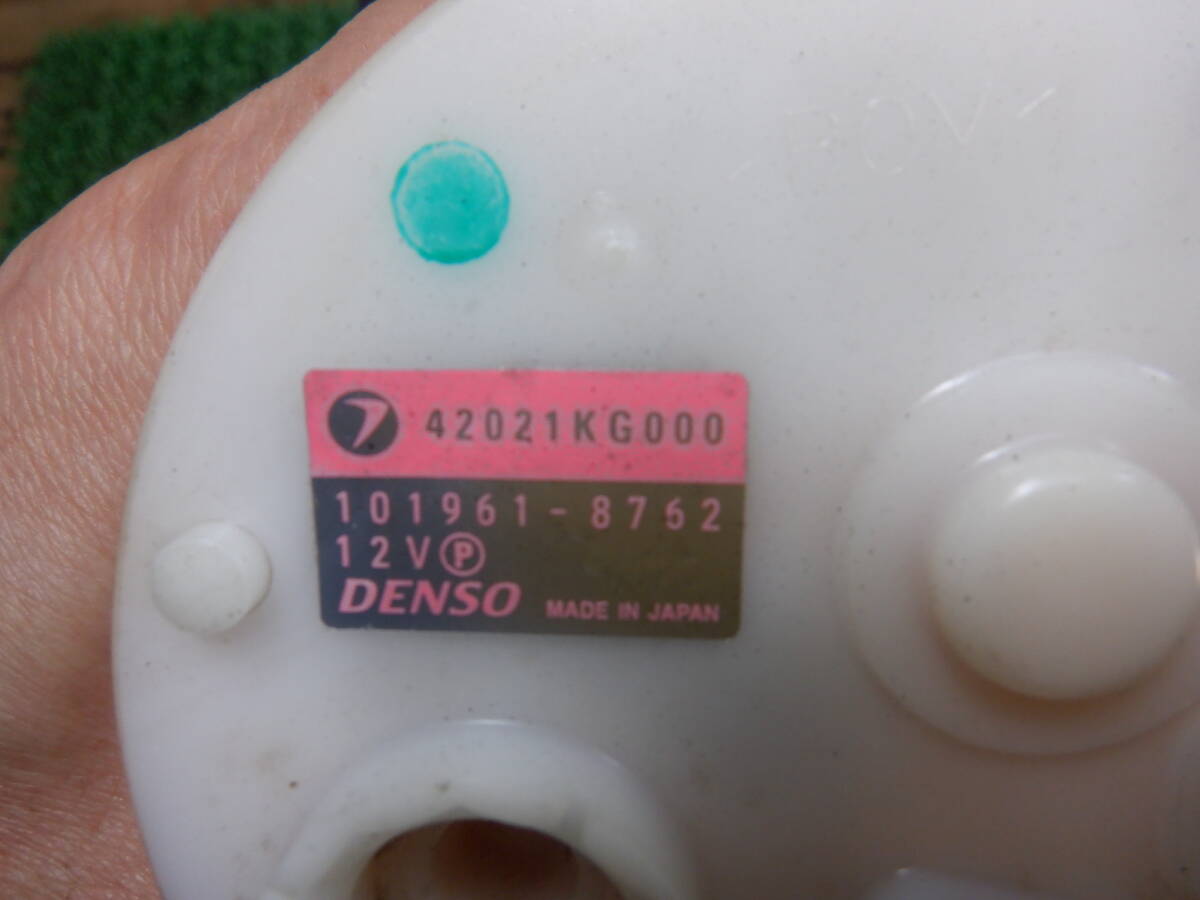 42021KG000
101961-8762
12V Ⓟ
DENSO MADE IN JAPAN